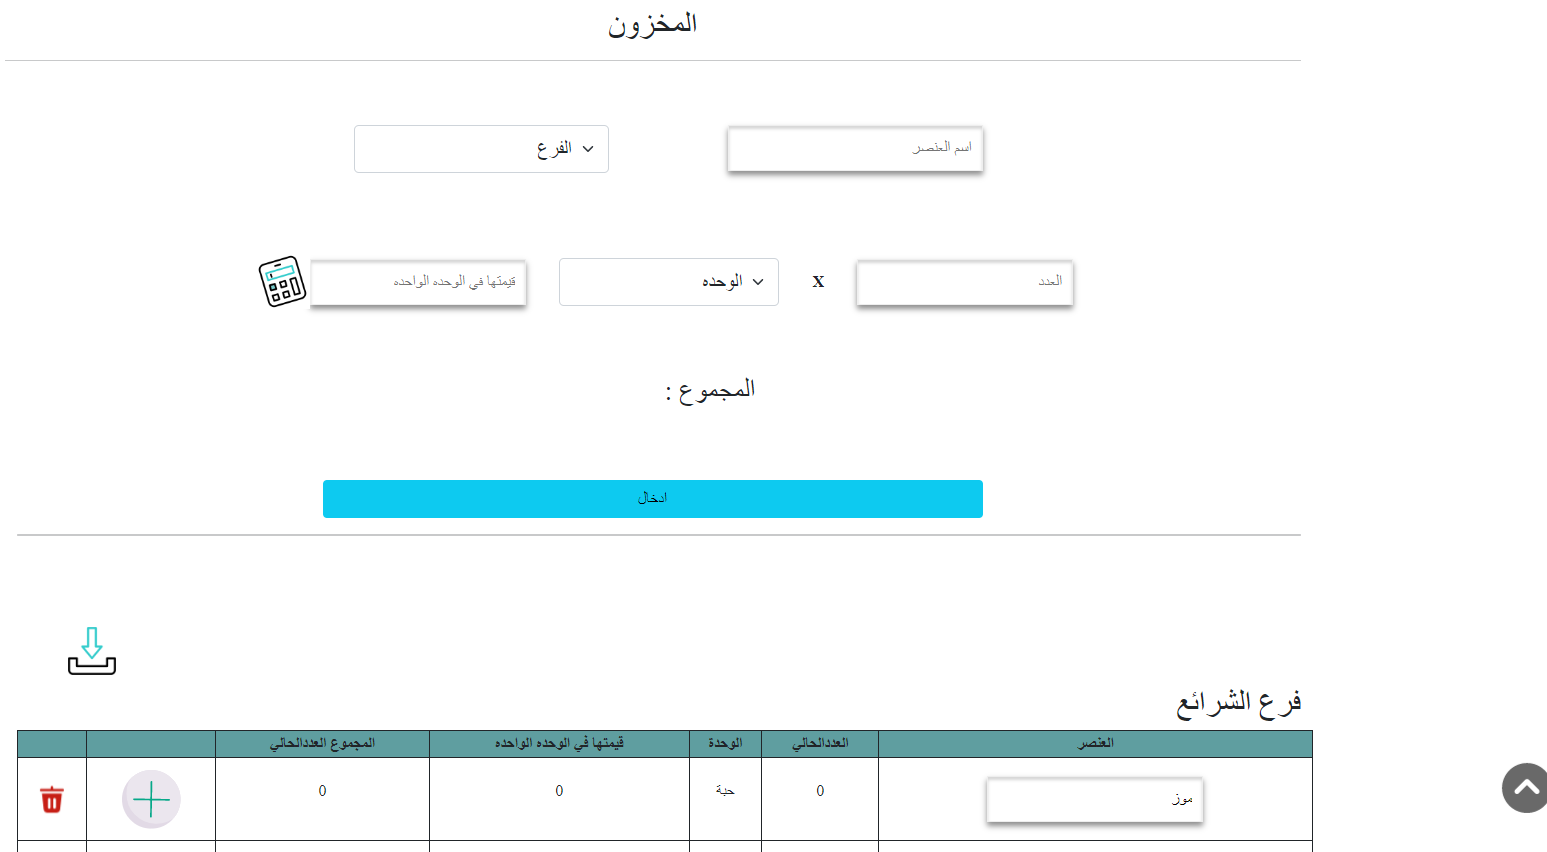 المخزون
اسم العنصر الفرع
العدد x الوحده قيمتها في الوحده الواحده
المجموع :
ادخال
فرع الشرائع
العنصر العددالحالي الوحدة قيمتها في الوحده الواحده المجموع العددالحالي
موز 0 حبة 0 0